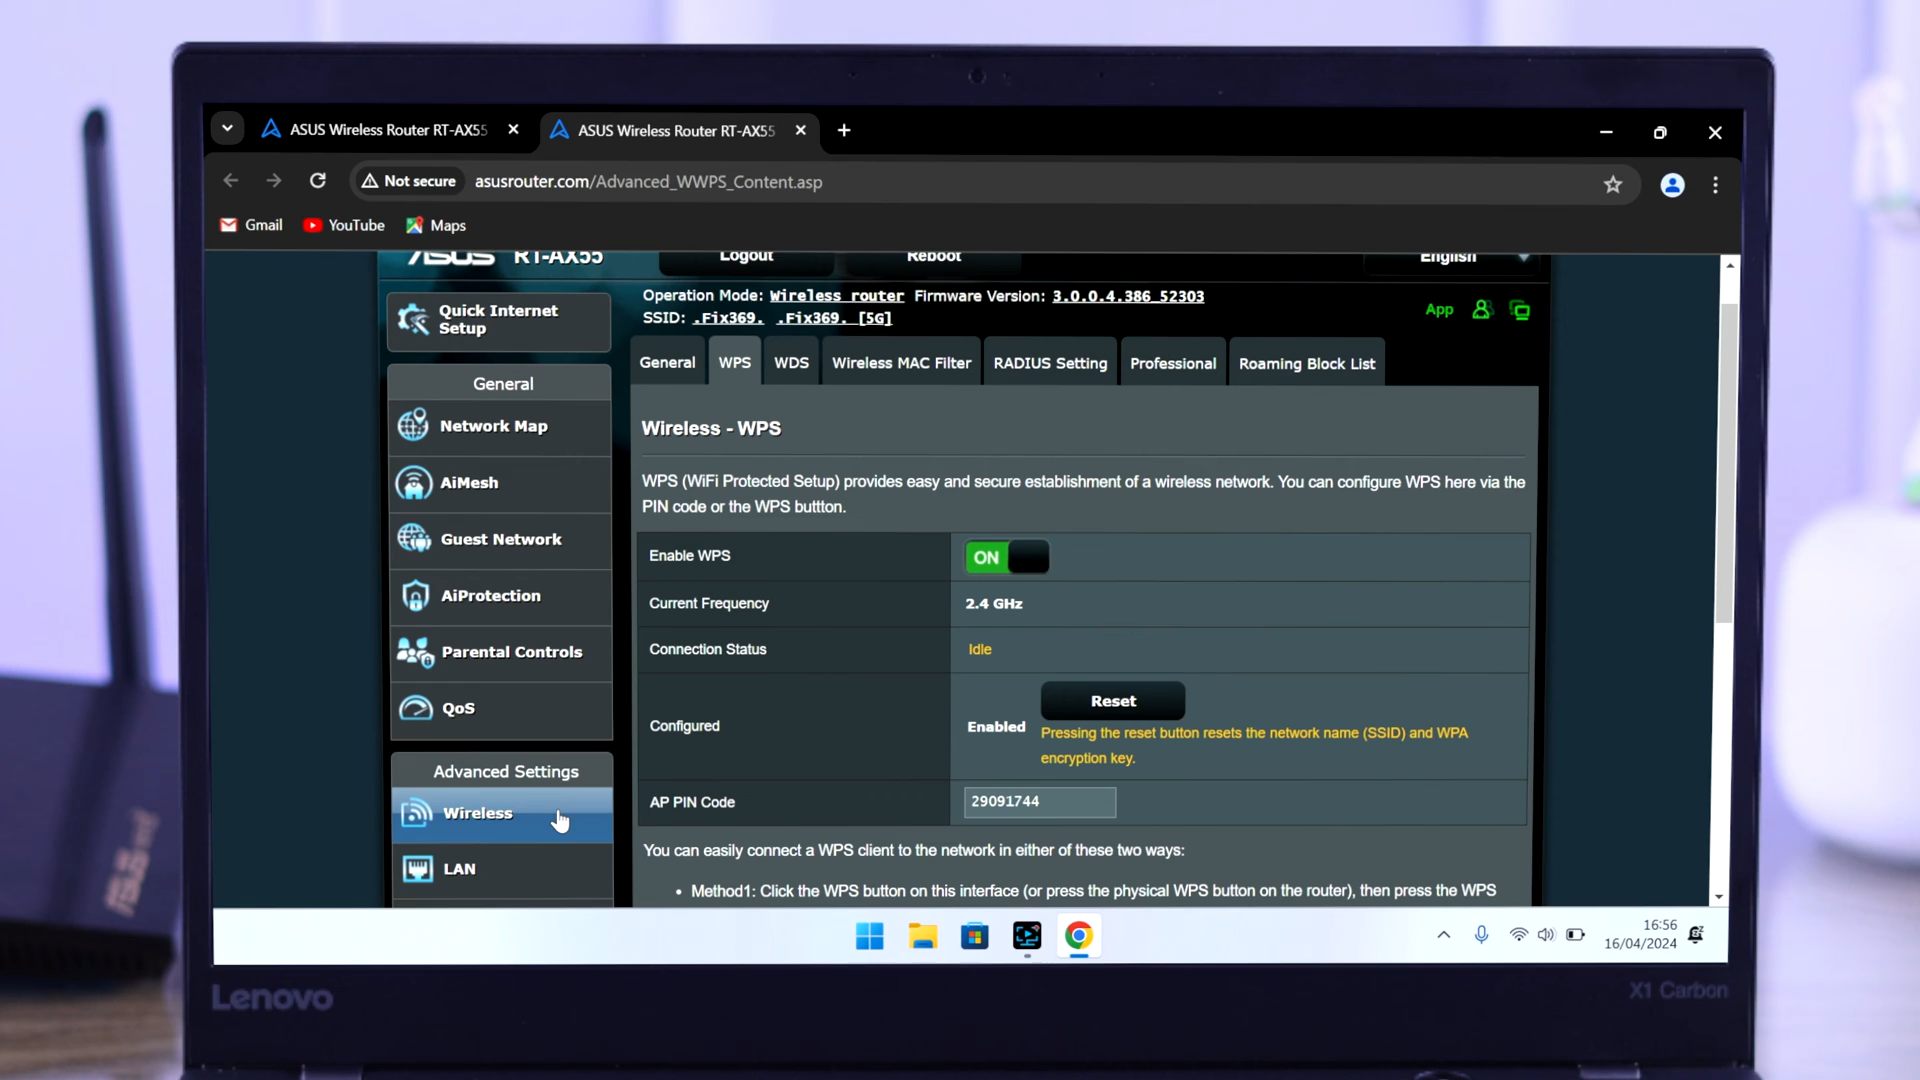 ASUS Wireless Router RT-AX55
ASUS Wireless Router RT-AX55
Not secure
asusrouter.com/Advanced_WWPS_Content.asp
Gmail
YouTube
Maps
ASUS RT-AX55
Logout
Reboot
English
Quick Internet
Setup
Operation Mode: Wireless router Firmware Version: 3.0.0.4.386_52303
SSID: .Fix369. .Fix369. [5G]
App
General
WPS
WDS
Wireless MAC Filter
RADIUS Setting
Professional
Roaming Block List
General
Network Map
AiMesh
Guest Network
AiProtection
Parental Controls
QoS
Advanced Settings
Wireless
LAN
Wireless - WPS
WPS (WiFi Protected Setup) provides easy and secure establishment of a wireless network. You can configure WPS here via the
PIN code or the WPS buttton.
Enable WPS
ON
Current Frequency
2.4 GHz
Connection Status
Idle
Configured
Enabled
Reset
Pressing the reset button resets the network name (SSID) and WPA
encryption key.
AP PIN Code
29091744
You can easily connect a WPS client to the network in either of these two ways:
• Method1: Click the WPS button on this interface (or press the physical WPS button on the router), then press the WPS
16:56
16/04/2024
Lenovo
X1 Carbon
ASUS